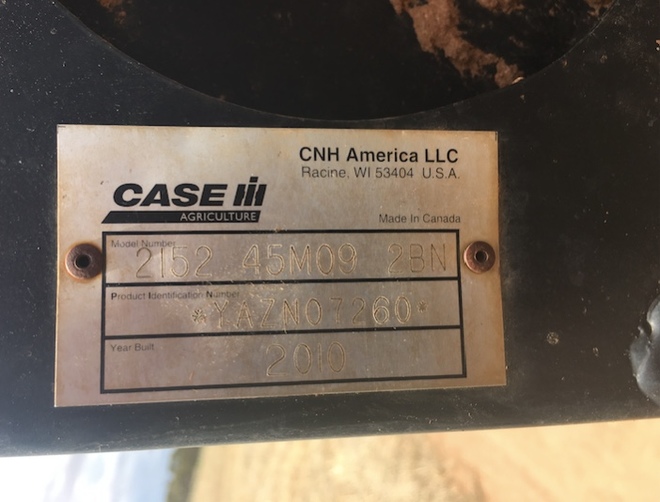 CNH America LLC
Racine, WI 53404 U.S.A.
CASE IH
AGRICULTURE
Made In Canada
Model Number
2152 45M09 2BN
Product Identification Number
*YAZN07260*
Year Built
2010